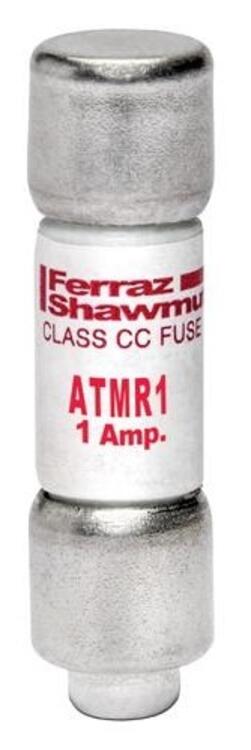 Ferraz
Shawmu
CLASS CC FUSE
ATMR1
1 Amp.